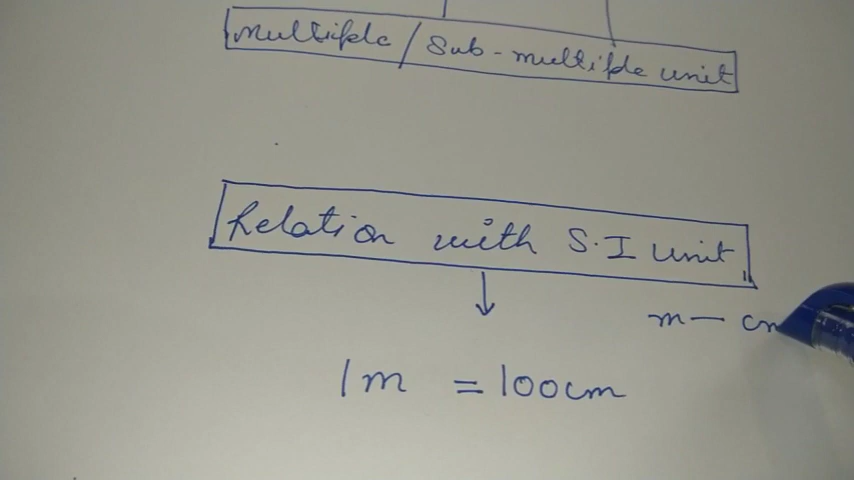 Multiple / Sub-multiple unit
Relation with S.I unit
m — cm
1m = 100cm